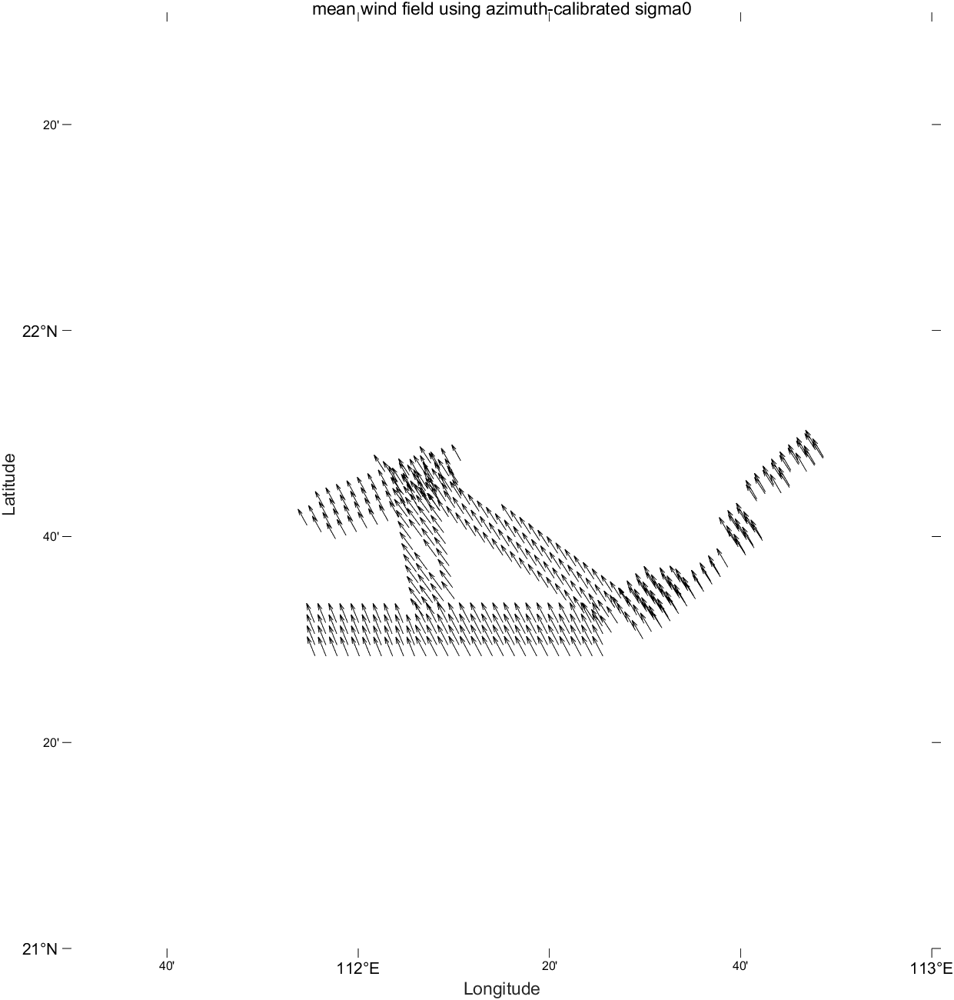 mean wind field using azimuth-calibrated sigma0
20'
22°N
Latitude
40'
20'
21°N
40'
112°E
20'
40'
113°E
Longitude